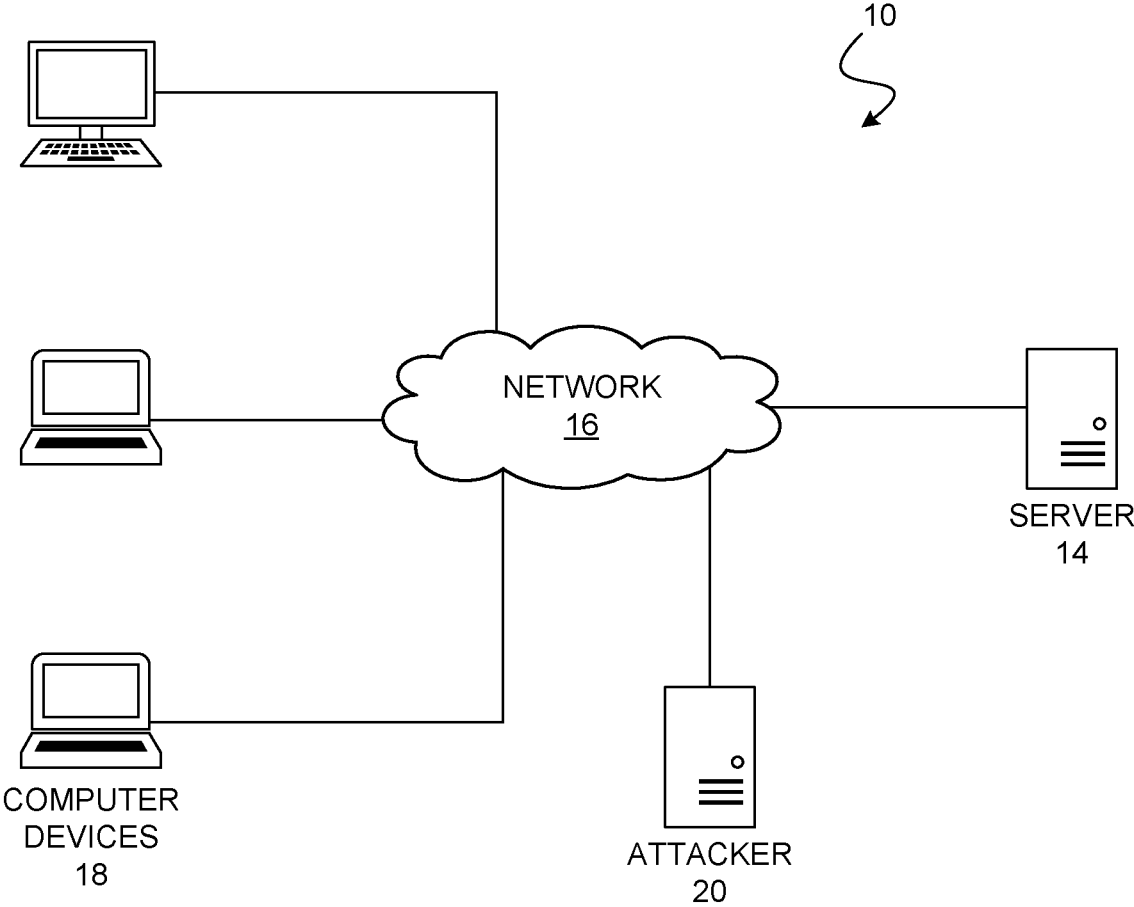 10
NETWORK
16
SERVER
14
COMPUTER
DEVICES
18
ATTACKER
20